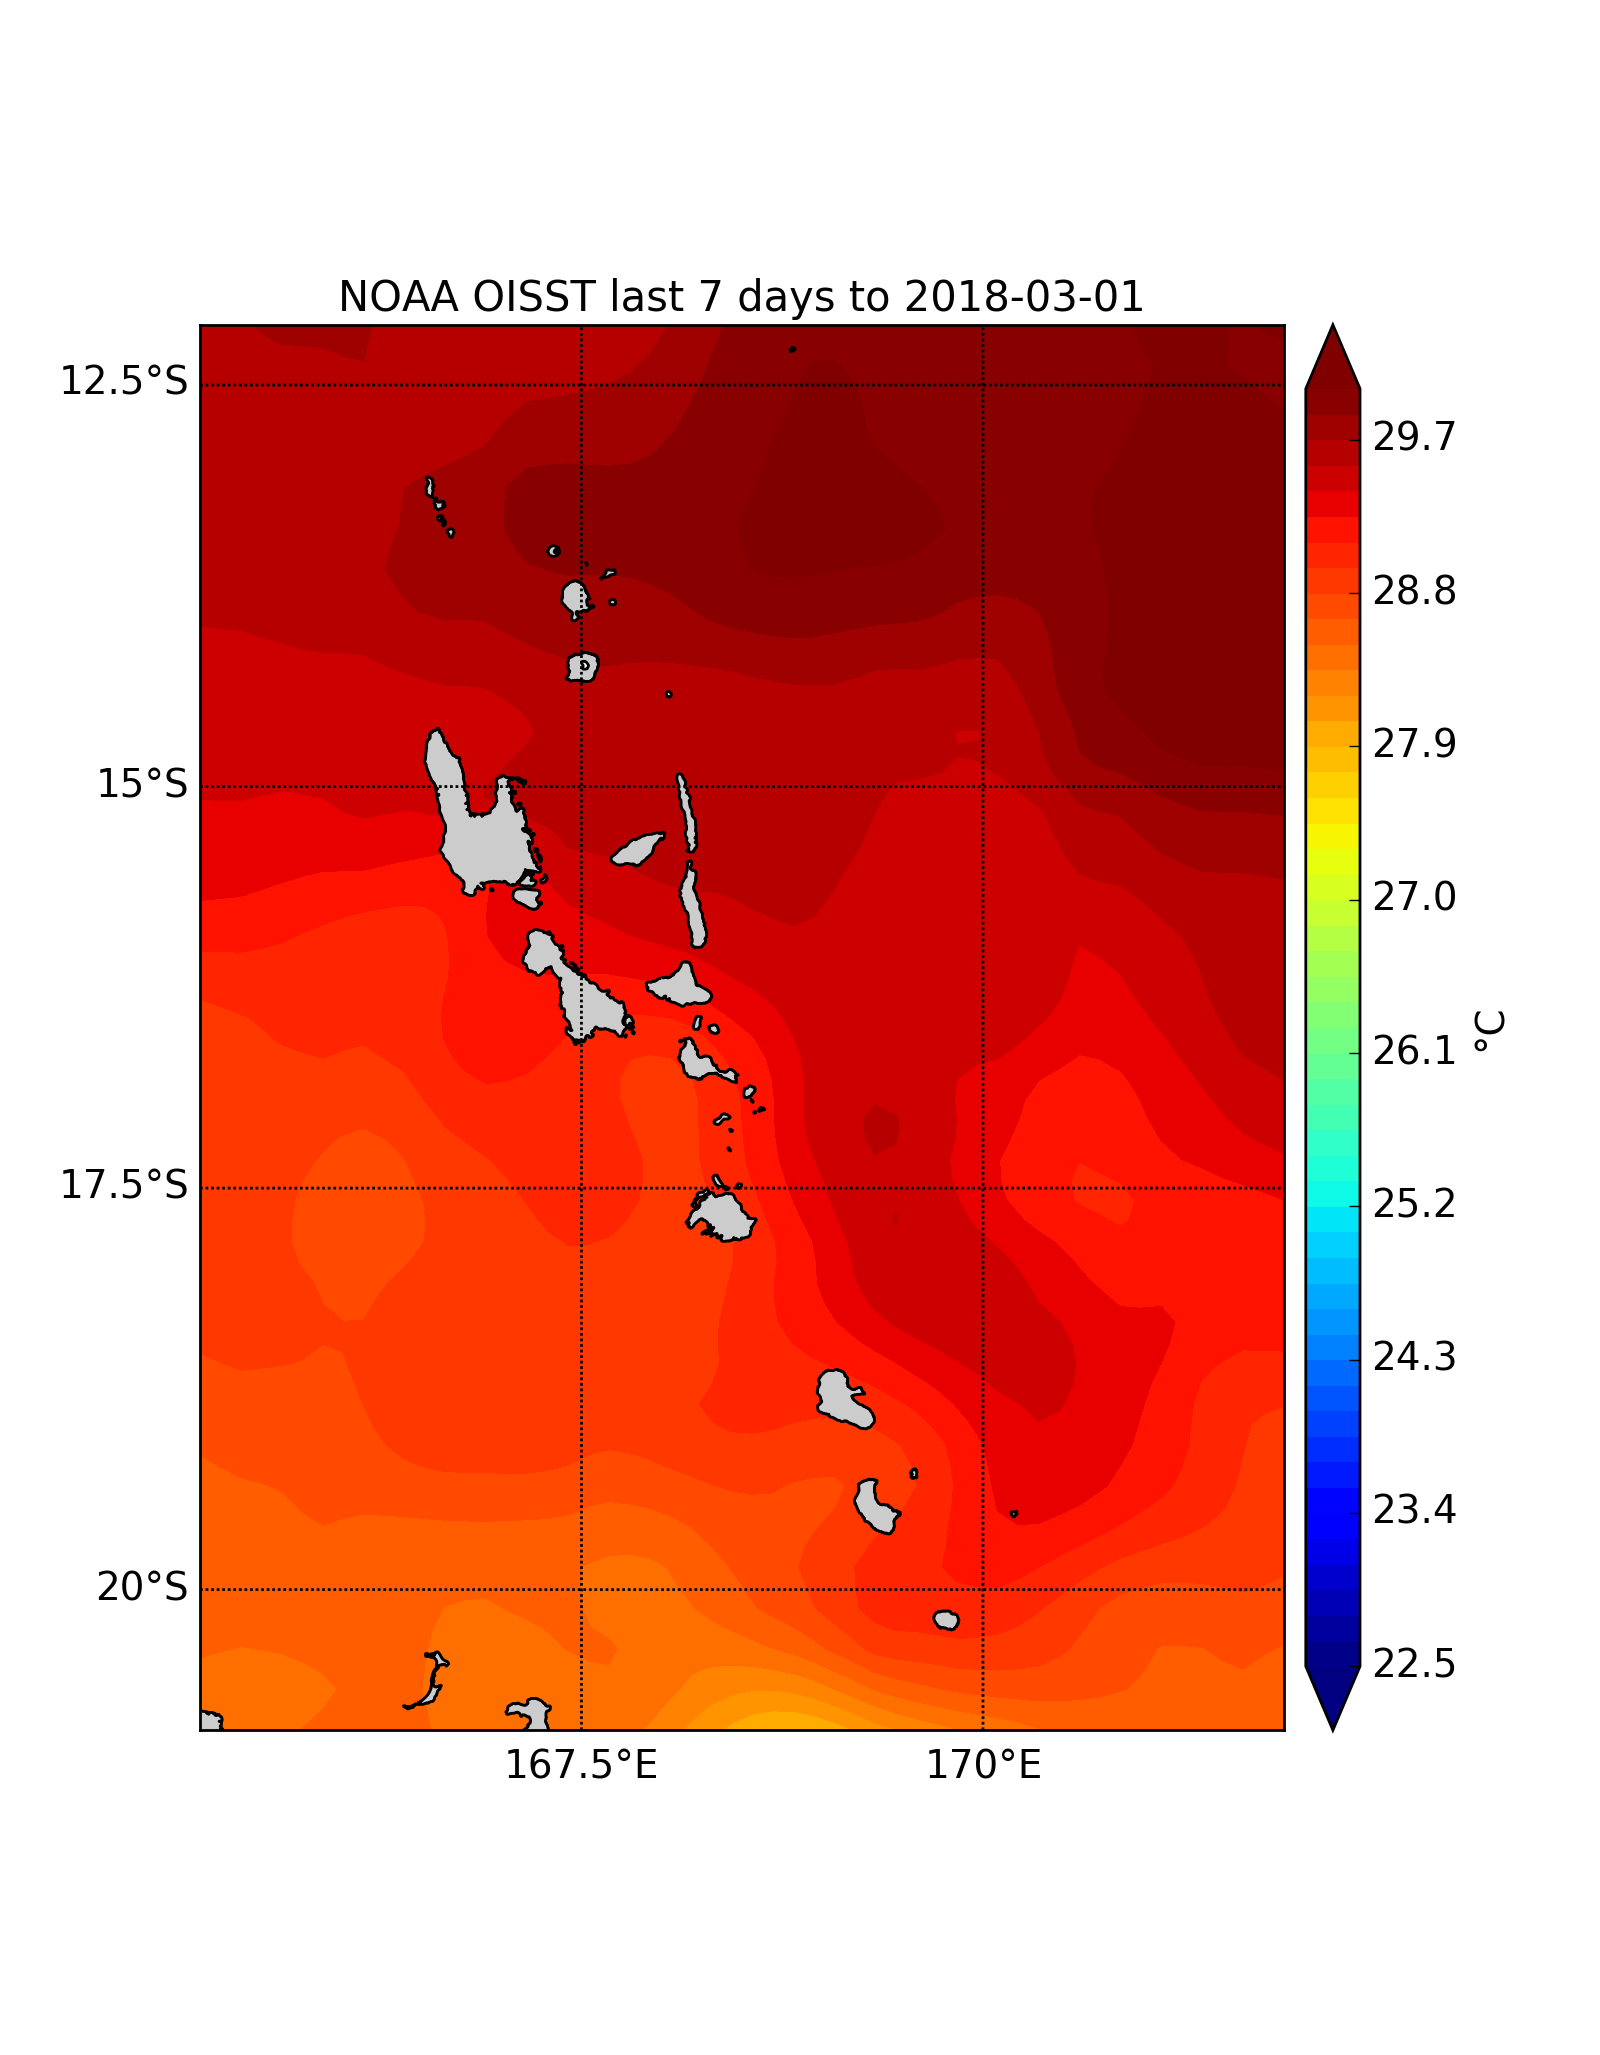 NOAA OISST last 7 days to 2018-03-01
12.5°S
15°S
17.5°S
20°S
167.5°E
170°E
29.7
28.8
27.9
27.0
26.1
25.2
24.3
23.4
22.5
°C